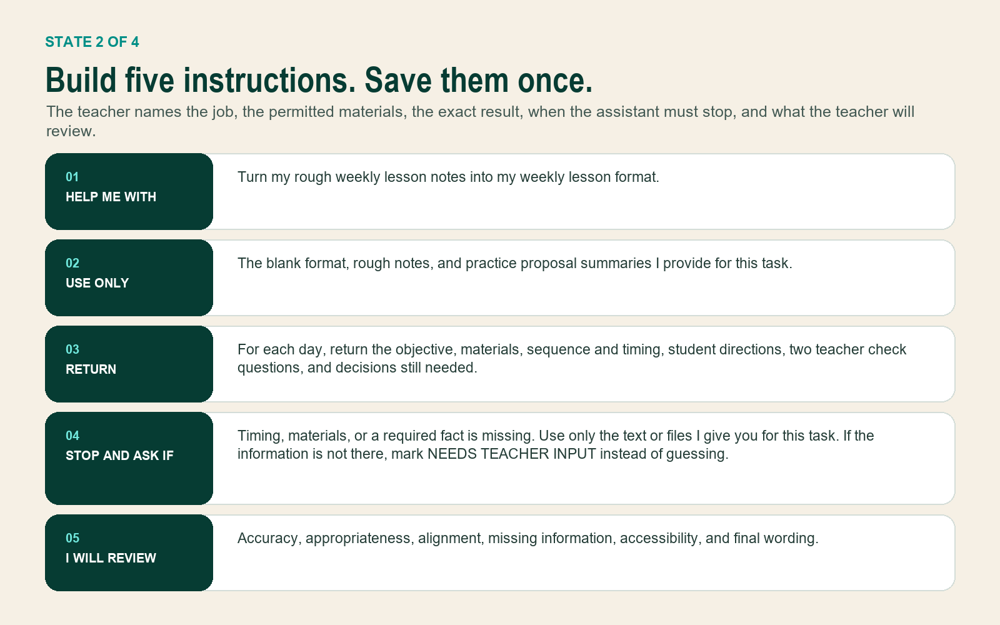 STATE 2 OF 4
Build five instructions. Save them once.
The teacher names the job, the permitted materials, the exact result, when the assistant must stop, and what the teacher will
review.
01
HELP ME WITH
Turn my rough weekly lesson notes into my weekly lesson format.
02
USE ONLY
The blank format, rough notes, and practice proposal summaries I provide for this task.
03
RETURN
For each day, return the objective, materials, sequence and timing, student directions, two teacher check
questions, and decisions still needed.
04
STOP AND ASK IF
Timing, materials, or a required fact is missing. Use only the text or files I give you for this task. If the
information is not there, mark NEEDS TEACHER INPUT instead of guessing.
05
I WILL REVIEW
Accuracy, appropriateness, alignment, missing information, accessibility, and final wording.